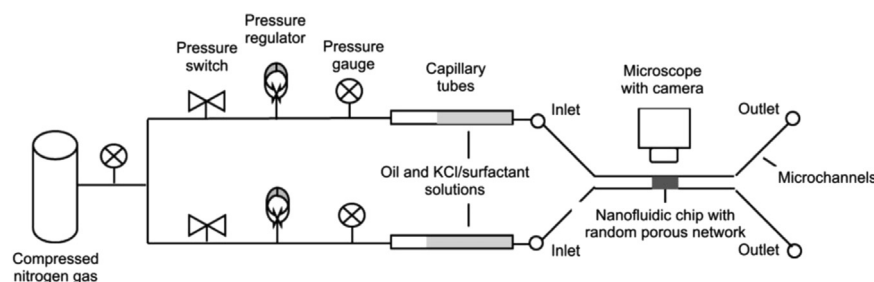 Pressure
switch
Pressure
regulator
Pressure
gauge
Capillary
tubes
Microscope
with camera
Inlet
Outlet
Oil and KCl/surfactant
solutions
Microchannels
Nanofluidic chip with
random porous network
Inlet
Outlet
Compressed
nitrogen gas